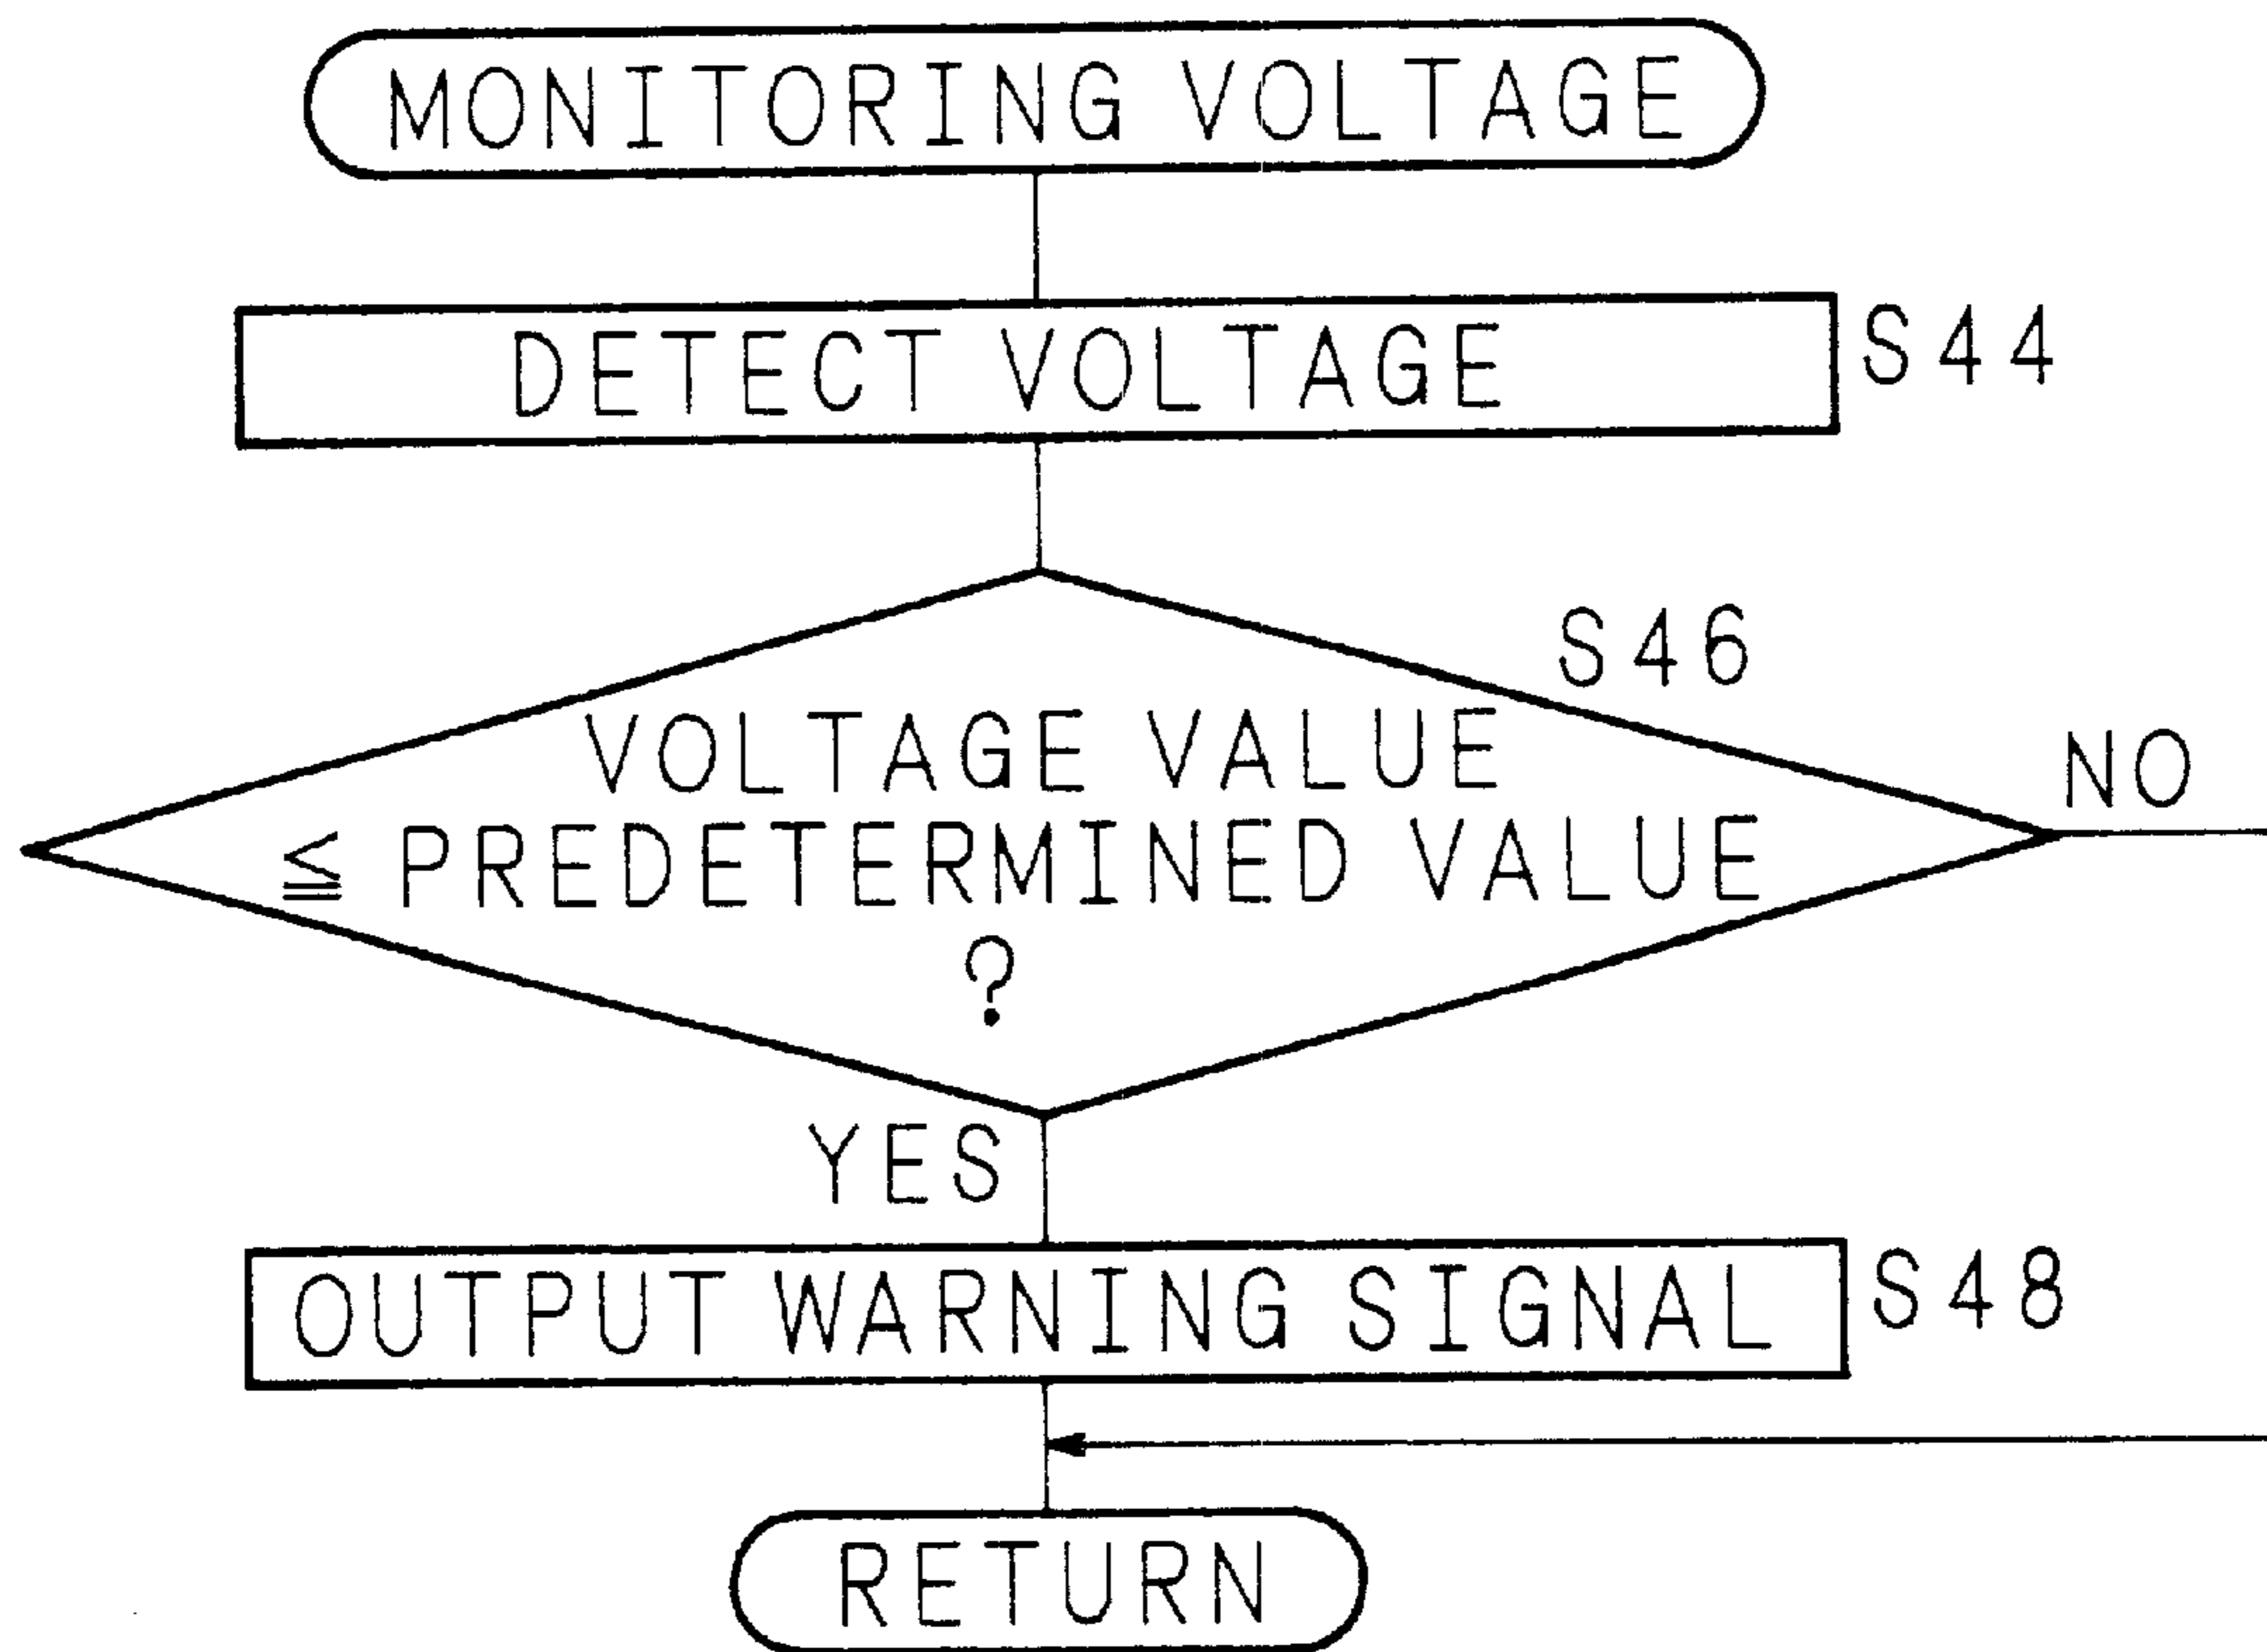 MONITORING VOLTAGE
DETECT VOLTAGE
S44
S46
VOLTAGE VALUE
≦ PREDETERMINED VALUE
?
NO
YES
OUTPUT WARNING SIGNAL
S48
RETURN